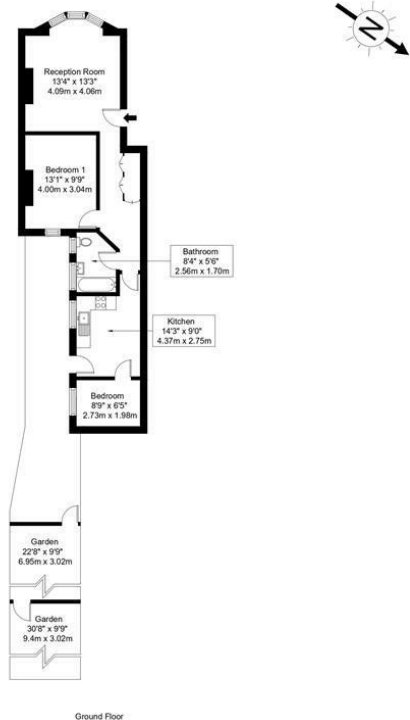 N
Reception Room
13'4" x 13'3"
4.09m x 4.06m
Bedroom 1
13'1" x 9'9"
4.00m x 3.04m
Bathroom
8'4" x 5'6"
2.56m x 1.70m
Kitchen
14'3" x 9'0"
4.37m x 2.75m
Bedroom
8'9" x 6'5"
2.73m x 1.98m
Garden
22'8" x 9'9"
6.95m x 3.02m
Garden
30'8" x 9'9"
9.4m x 3.02m
Ground Floor